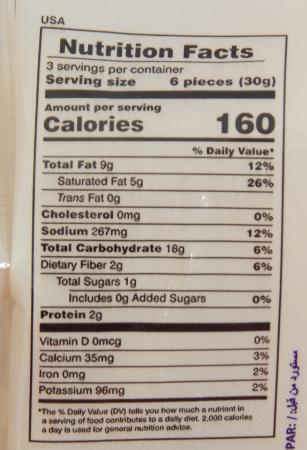 USA
Nutrition Facts
3 servings per container
Serving size 6 pieces (30g)
Amount per serving
Calories 160
% Daily Value*
Total Fat 9g 12%
Saturated Fat 5g 26%
Trans Fat 0g
Cholesterol 0mg 0%
Sodium 267mg 12%
Total Carbohydrate 18g 6%
Dietary Fiber 2g 6%
Total Sugars 1g
Includes 0g Added Sugars 0%
Protein 2g
Vitamin D 0mcg 0%
Calcium 35mg 3%
Iron 0mg 2%
Potassium 96mg 2%
*The % Daily Value (DV) tells you how much a nutrient in
a serving of food contributes to a daily diet. 2,000 calories
a day is used for general nutrition advice.
PAR: / مستورد من قبل: